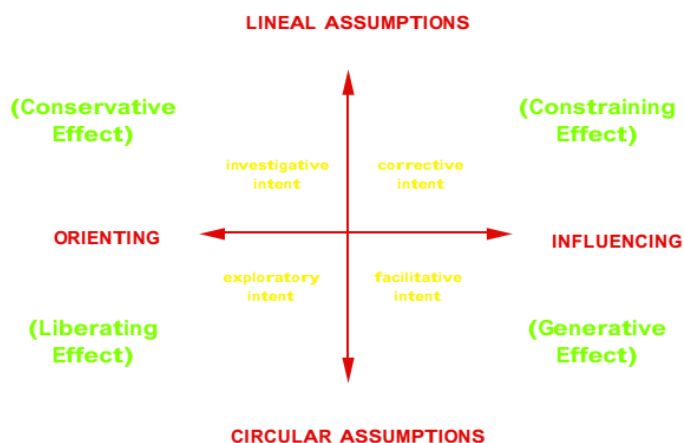 LINEAL ASSUMPTIONS
(Conservative
Effect)
(Constraining
Effect)
investigative
intent
corrective
intent
ORIENTING
INFLUENCING
exploratory
intent
facilitative
intent
(Liberating
Effect)
(Generative
Effect)
CIRCULAR ASSUMPTIONS